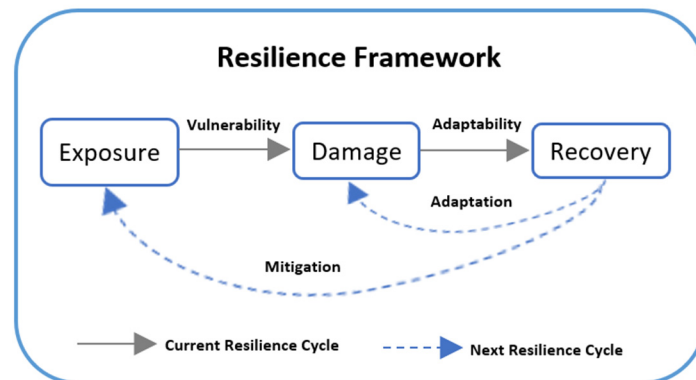 Resilience Framework
Vulnerability
Adaptability
Exposure
Damage
Recovery
Adaptation
Mitigation
Current Resilience Cycle
Next Resilience Cycle